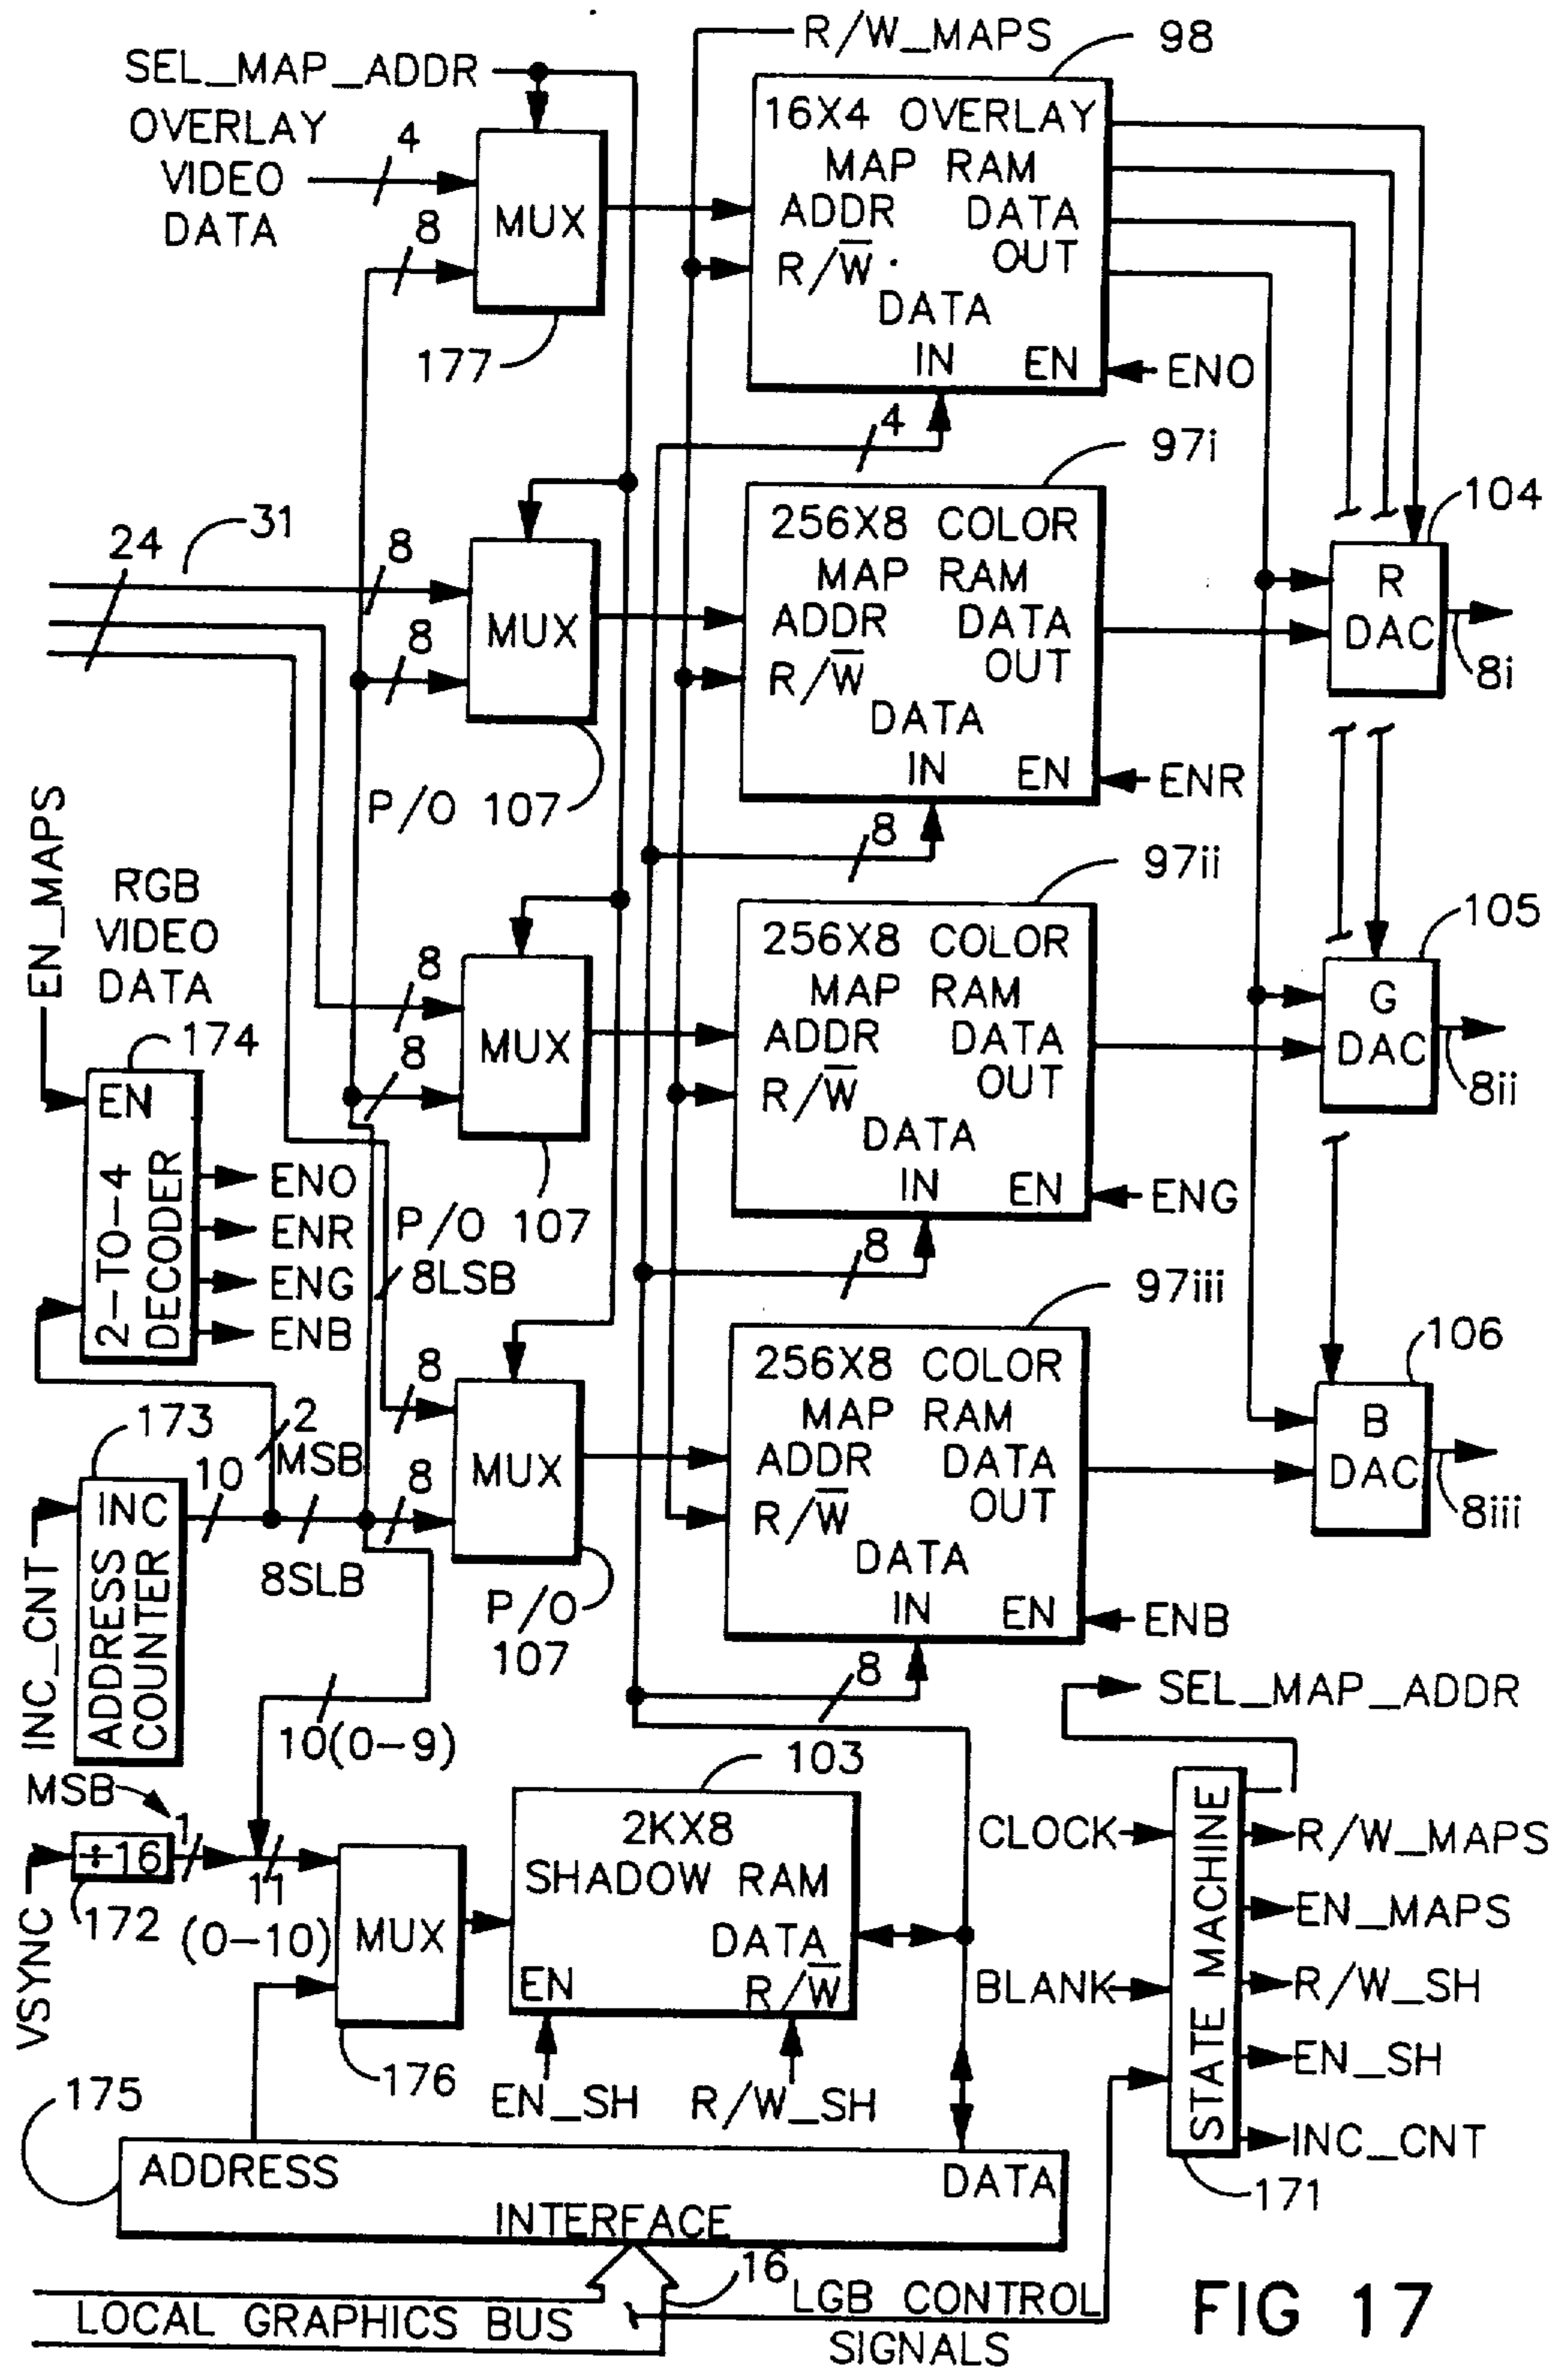 R/W_MAPS
98
SEL_MAP_ADDR
OVERLAY
VIDEO
DATA
4
8
MUX
177
16X4 OVERLAY
MAP RAM
ADDR DATA
OUT
R/W̅
DATA
IN EN
ENO
4
97i
31
24
8
8
MUX
P/O 107
256X8 COLOR
MAP RAM
ADDR DATA
OUT
R/W̅
DATA
IN EN
ENR
8
104
R
DAC
8i
EN_MAPS
RGB
VIDEO
DATA
97ii
8
8
MUX
P/O 107
256X8 COLOR
MAP RAM
ADDR DATA
OUT
R/W̅
DATA
IN EN
ENG
8
105
G
DAC
8ii
174
EN
2-TO-4
DECODER
ENO
ENR
ENG
ENB
8LSB
97iii
8
8
MUX
P/O
107
256X8 COLOR
MAP RAM
ADDR DATA
OUT
R/W̅
DATA
IN EN
ENB
8
106
B
DAC
8iii
173
2
MSB
10
INC
ADDRESS
COUNTER
INC_CNT
8SLB
10(0-9)
MSB
1
÷16
172
VSYNC
11
(0-10)
MUX
176
103
2KX8
SHADOW RAM
DATA
EN R/W̅
EN_SH
R/W_SH
SEL_MAP_ADDR
CLOCK
BLANK
STATE MACHINE
R/W_MAPS
EN_MAPS
R/W_SH
EN_SH
INC_CNT
171
175
ADDRESS
DATA
INTERFACE
16
LOCAL GRAPHICS BUS
LGB CONTROL
SIGNALS
FIG 17